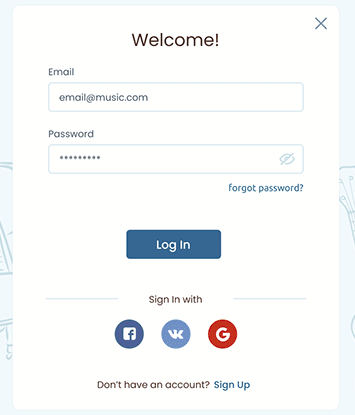 Welcome!
Email
email@music.com
Password
•••••••••
forgot password?
Log In
Sign In with
Don't have an account? Sign Up